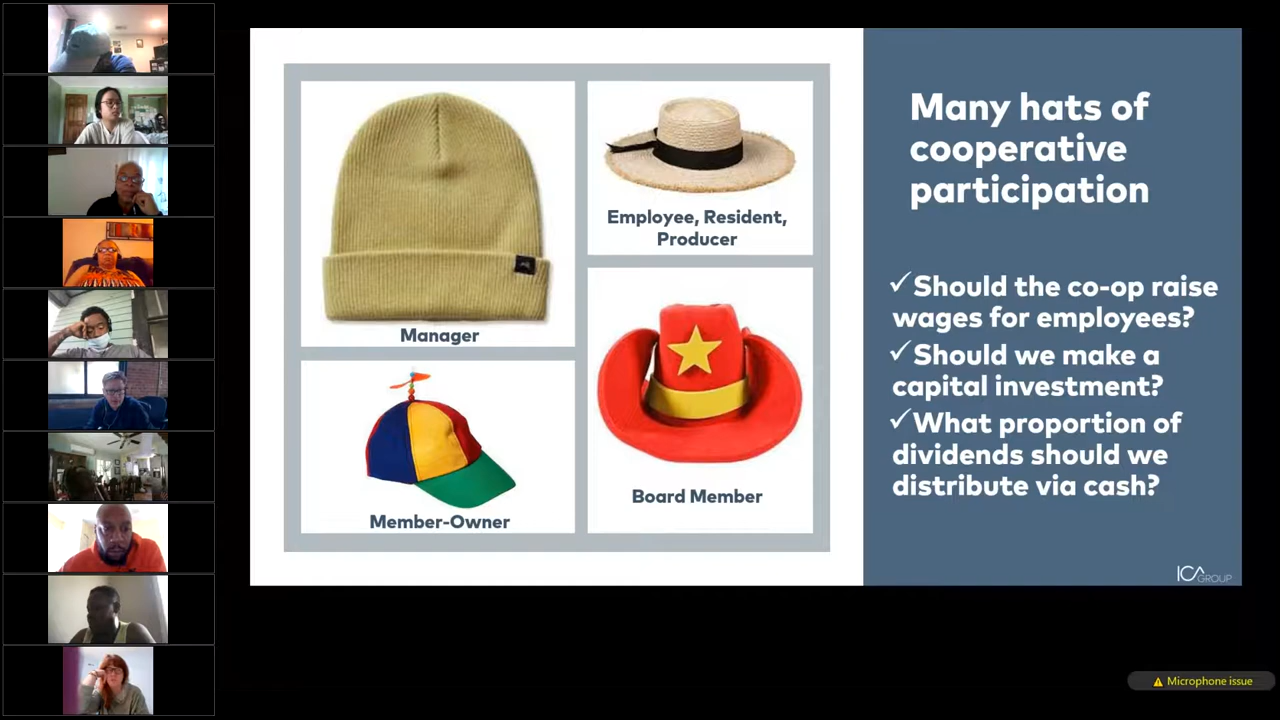 Many hats of
cooperative
participation
Manager
Employee, Resident,
Producer
Member-Owner
Board Member
✓Should the co-op raise
wages for employees?
✓Should we make a
capital investment?
✓What proportion of
dividends should we
distribute via cash?
ICA
GROUP
Microphone issue